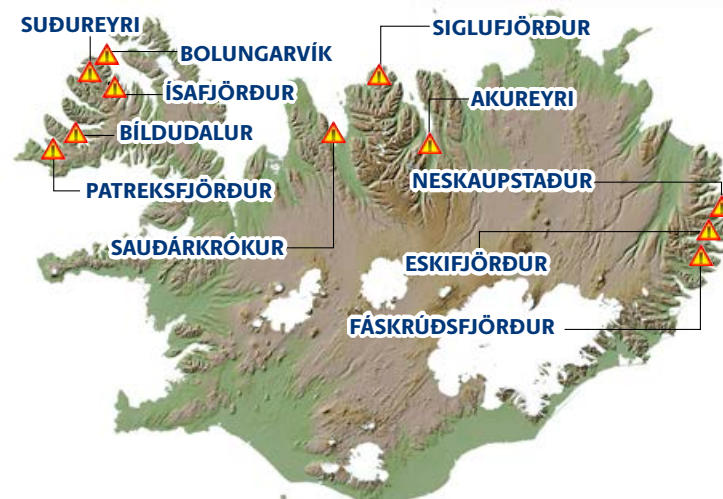 SUÐUREYRI
BOLUNGARVÍK
ÍSAFJÖRÐUR
BÍLDUDALUR
PATREKSFJÖRÐUR
SIGLUFJÖRÐUR
AKUREYRI
NESKAUPSTAÐUR
SAUÐÁRKRÓKUR
ESKIFJÖRÐUR
FÁSKRÚÐSFJÖRÐUR